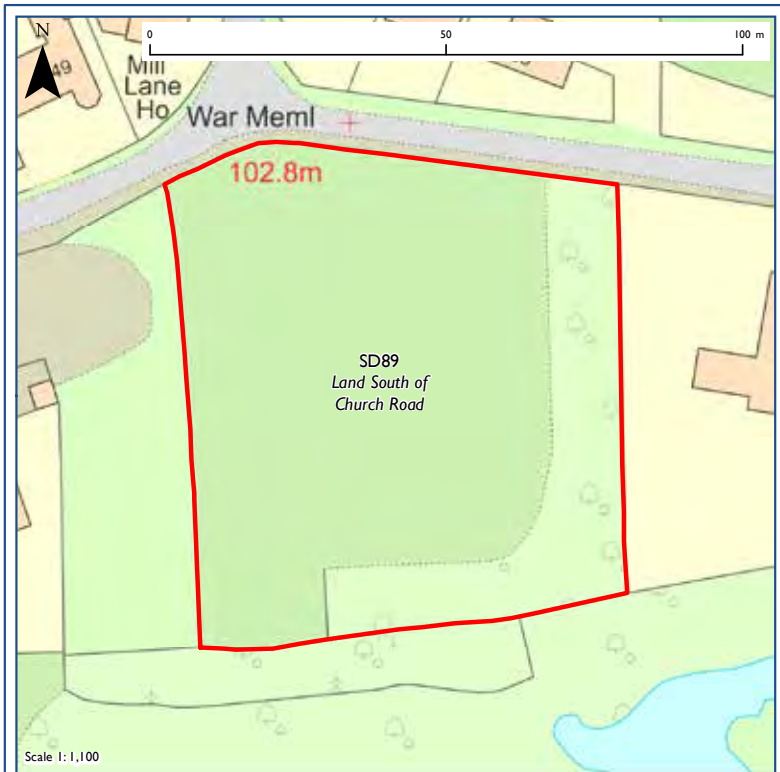 0 50 100 m
N
49
Mill
Lane
Ho
War Meml
102.8m
SD89
Land South of
Church Road
Scale 1: 1,100